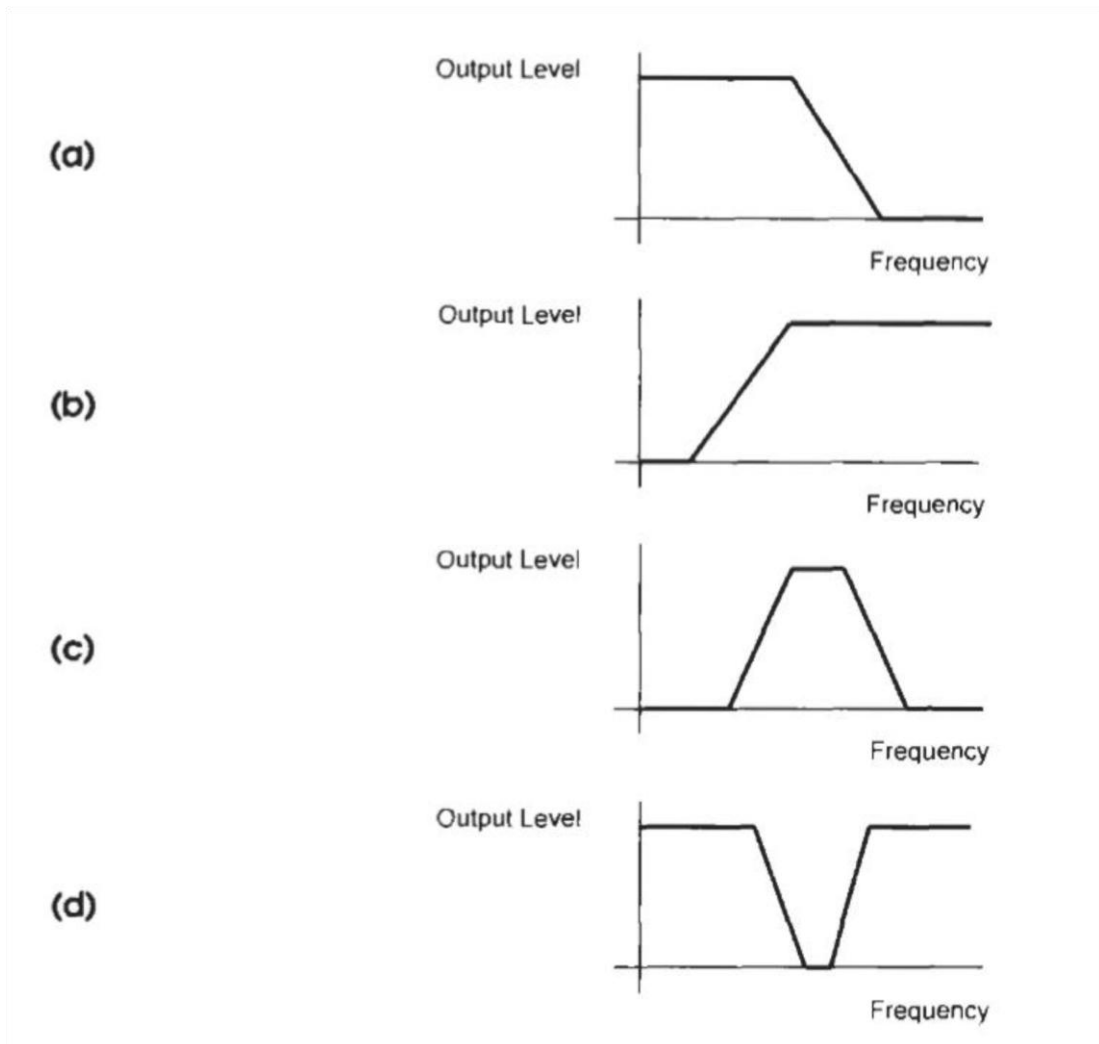 Output Level
(a)
Frequency
Output Level
(b)
Frequency
Output Level
(c)
Frequency
Output Level
(d)
Frequency